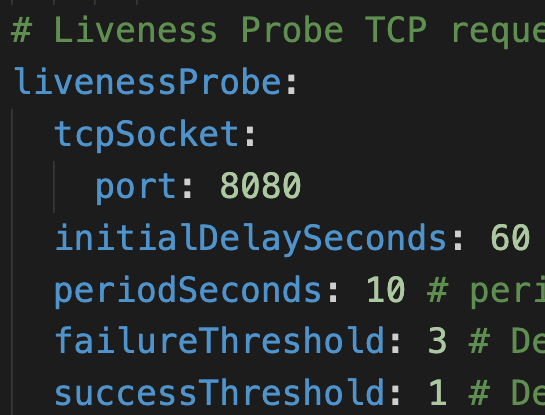 # Liveness Probe TCP reque
livenessProbe:
  tcpSocket:
    port: 8080
  initialDelaySeconds: 60
  periodSeconds: 10 # peri
  failureThreshold: 3 # De
  successThreshold: 1 # De